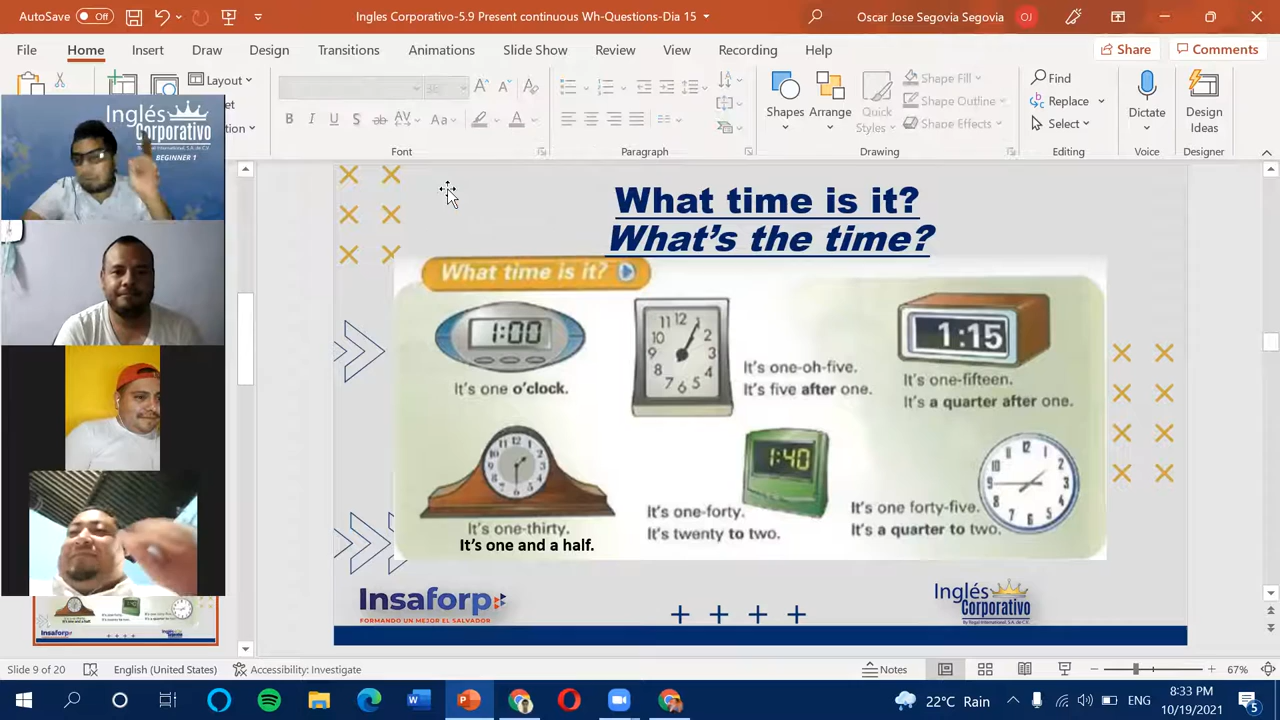 AutoSave Off
Ingles Corporativo-5.9 Present continuous Wh-Questions-Dia 15
Oscar Jose Segovia Segovia
OJ
File Home Insert Draw Design Transitions Animations Slide Show Review View Recording Help
Share Comments
Layout
Shapes
Arrange
Quick Styles
Shape Fill
Shape Outline
Shape Effects
Find
Replace
Select
Dictate
Design Ideas
Font
Paragraph
Drawing
Editing
Voice
Designer
Inglés
Corporativo
BEGINNER 1
What time is it?
What's the time?
What time is it?
1:00
It's one o'clock.
It's one-oh-five.
It's five after one.
1:15
It's one-fifteen.
It's a quarter after one.
It's one-thirty.
It's one and a half.
1:40
It's one-forty.
It's twenty to two.
It's one forty-five.
It's a quarter to two.
Insaforp
FORMANDO UN MEJOR EL SALVADOR
Inglés
Corporativo
By Regal International, S.A. de C.V.
Slide 9 of 20
English (United States)
Accessibility: Investigate
Notes
67%
22°C Rain
ENG
8:33 PM
10/19/2021
5